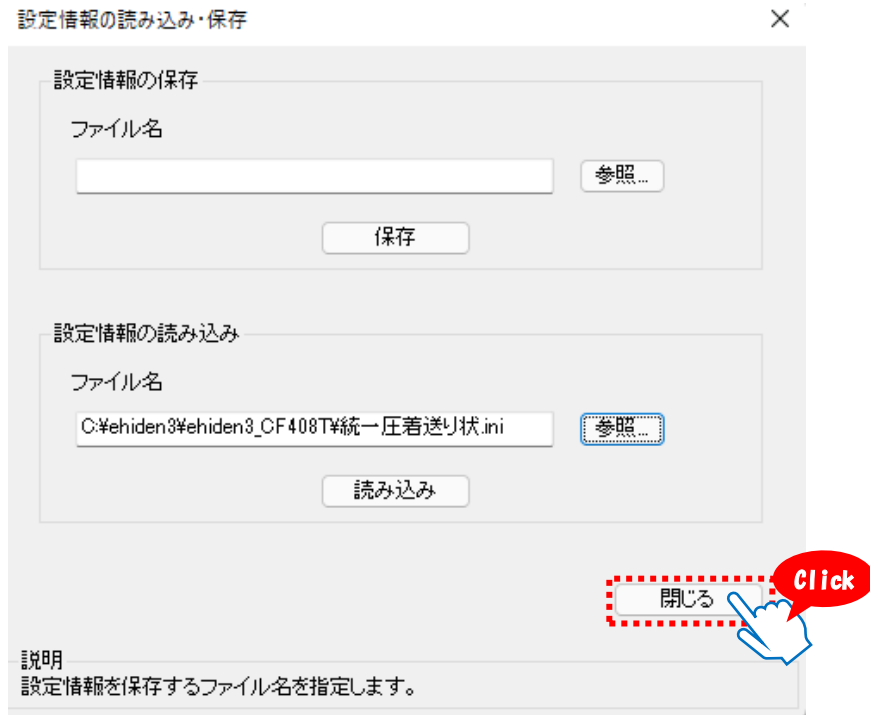 設定情報の読み込み・保存
設定情報の保存
ファイル名
参照...
保存
設定情報の読み込み
ファイル名
C:¥ehiden3¥ehiden3_CF408T¥統一圧着送り状.ini
参照...
読み込み
Click
閉じる
説明
設定情報を保存するファイル名を指定します。